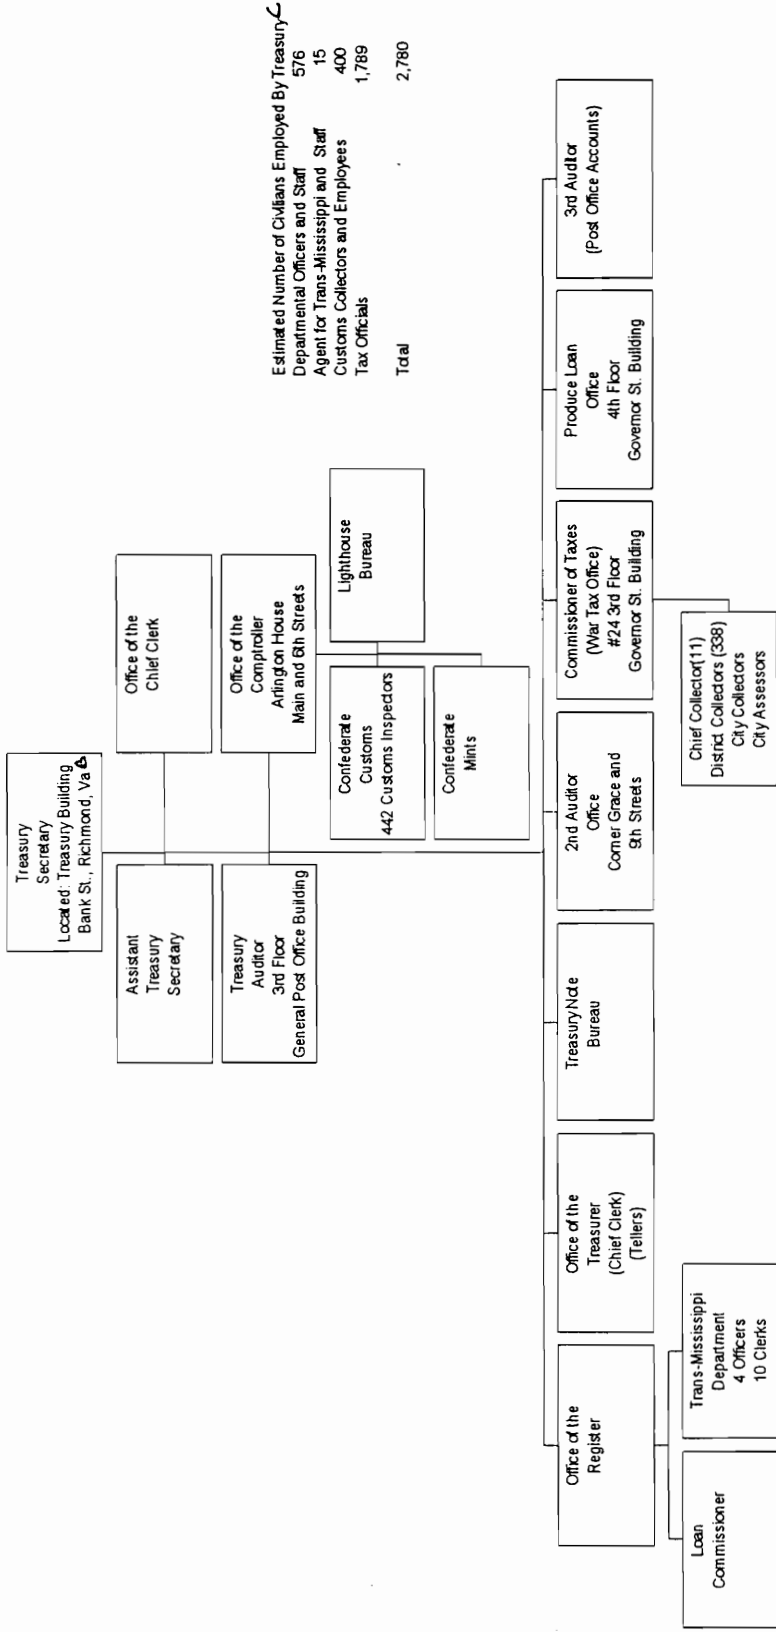 Treasury
Secretary
Located: Treasury Building
Bank St., Richmond, Va
Assistant
Treasury
Secretary
Office of the
Chief Clerk
Treasury
Auditor
3rd Floor
General Post Office Building
Office of the
Comptroller
Arlington House
Main and 6th Streets
Confederate
Customs
442 Customs Inspectors
Lighthouse
Bureau
Confederate
Mints
Estimated Number of Civilians Employed By Treasury
Departmental Officers and Staff 576
Agent for Trans-Mississippi and Staff 15
Customs Collectors and Employees 400
Tax Officials 1,789
Total 2,780
Office of the
Register
Office of the
Treasurer
(Chief Clerk)
(Tellers)
Treasury Note
Bureau
2nd Auditor
Office
Corner Grace and
9th Streets
Commissioner of Taxes
(War Tax Office)
#24 3rd Floor
Governor St. Building
Produce Loan
Office
4th Floor
Governor St. Building
3rd Auditor
(Post Office Accounts)
Loan
Commissioner
Trans-Mississippi
Department
4 Officers
10 Clerks
Chief Collector(11)
District Collectors (338)
City Collectors
City Assessors